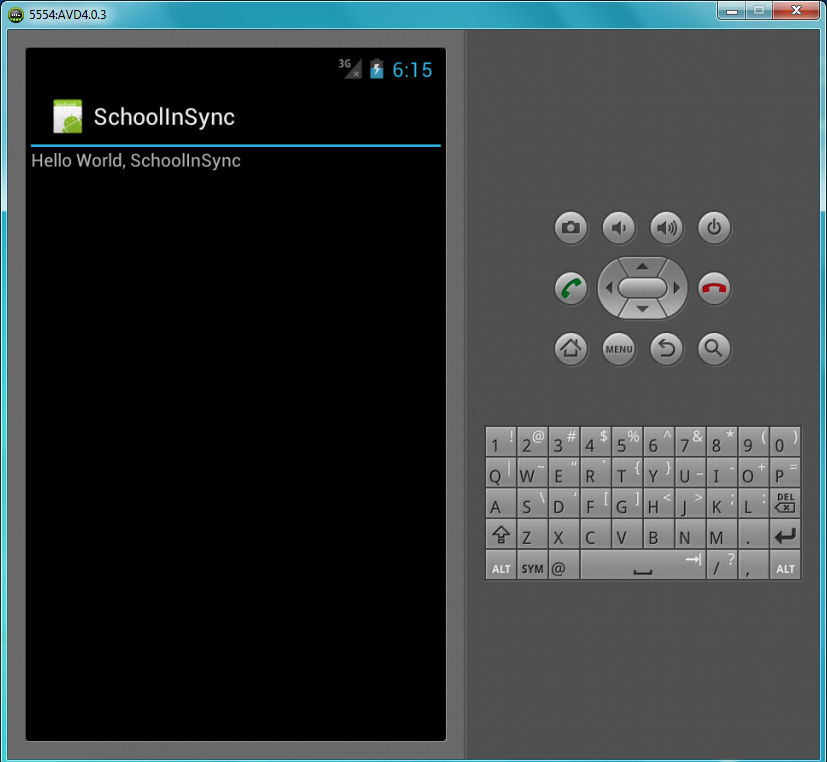 5554:AVD4.0.3
3G 6:15
SchoolInSync
Hello World, SchoolInSync
MENU
1 ! 2 @ 3 # 4 $ 5 % 6 ^ 7 & 8 * 9 ( 0 )
Q | W ~ E " R ` T { Y } U _ I - O + P =
A S \ D ' F [ G ] H < J > K ; L : DEL
Z X C V B N M .
ALT SYM @ / ? , ALT